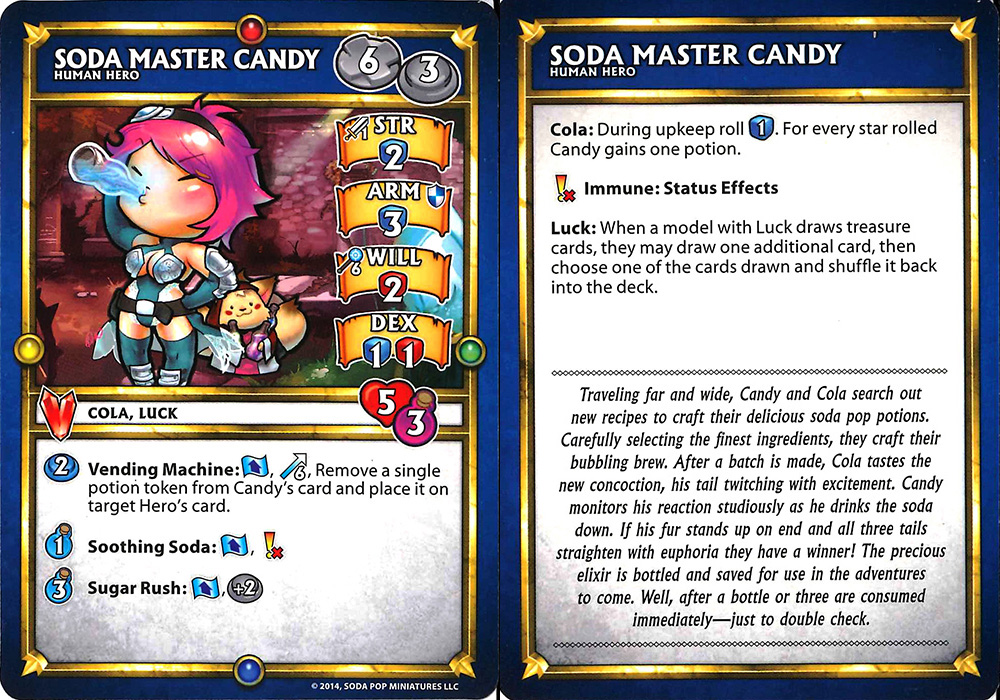 SODA MASTER CANDY
HUMAN HERO
6
3
STR
1
2
ARM
3
6
WILL
2
DEX
1 1
COLA, LUCK
5
3
2 Vending Machine: , 6, Remove a single
potion token from Candy's card and place it on
target Hero's card.
1 Soothing Soda: ,
3 Sugar Rush: , +2
© 2014, SODA POP MINIATURES LLC
SODA MASTER CANDY
HUMAN HERO
Cola: During upkeep roll 1. For every star rolled
Candy gains one potion.
Immune: Status Effects
Luck: When a model with Luck draws treasure
cards, they may draw one additional card, then
choose one of the cards drawn and shuffle it back
into the deck.
Traveling far and wide, Candy and Cola search out
new recipes to craft their delicious soda pop potions.
Carefully selecting the finest ingredients, they craft their
bubbling brew. After a batch is made, Cola tastes the
new concoction, his tail twitching with excitement. Candy
monitors his reaction studiously as he drinks the soda
down. If his fur stands up on end and all three tails
straighten with euphoria they have a winner! The precious
elixir is bottled and saved for use in the adventures
to come. Well, after a bottle or three are consumed
immediately—just to double check.